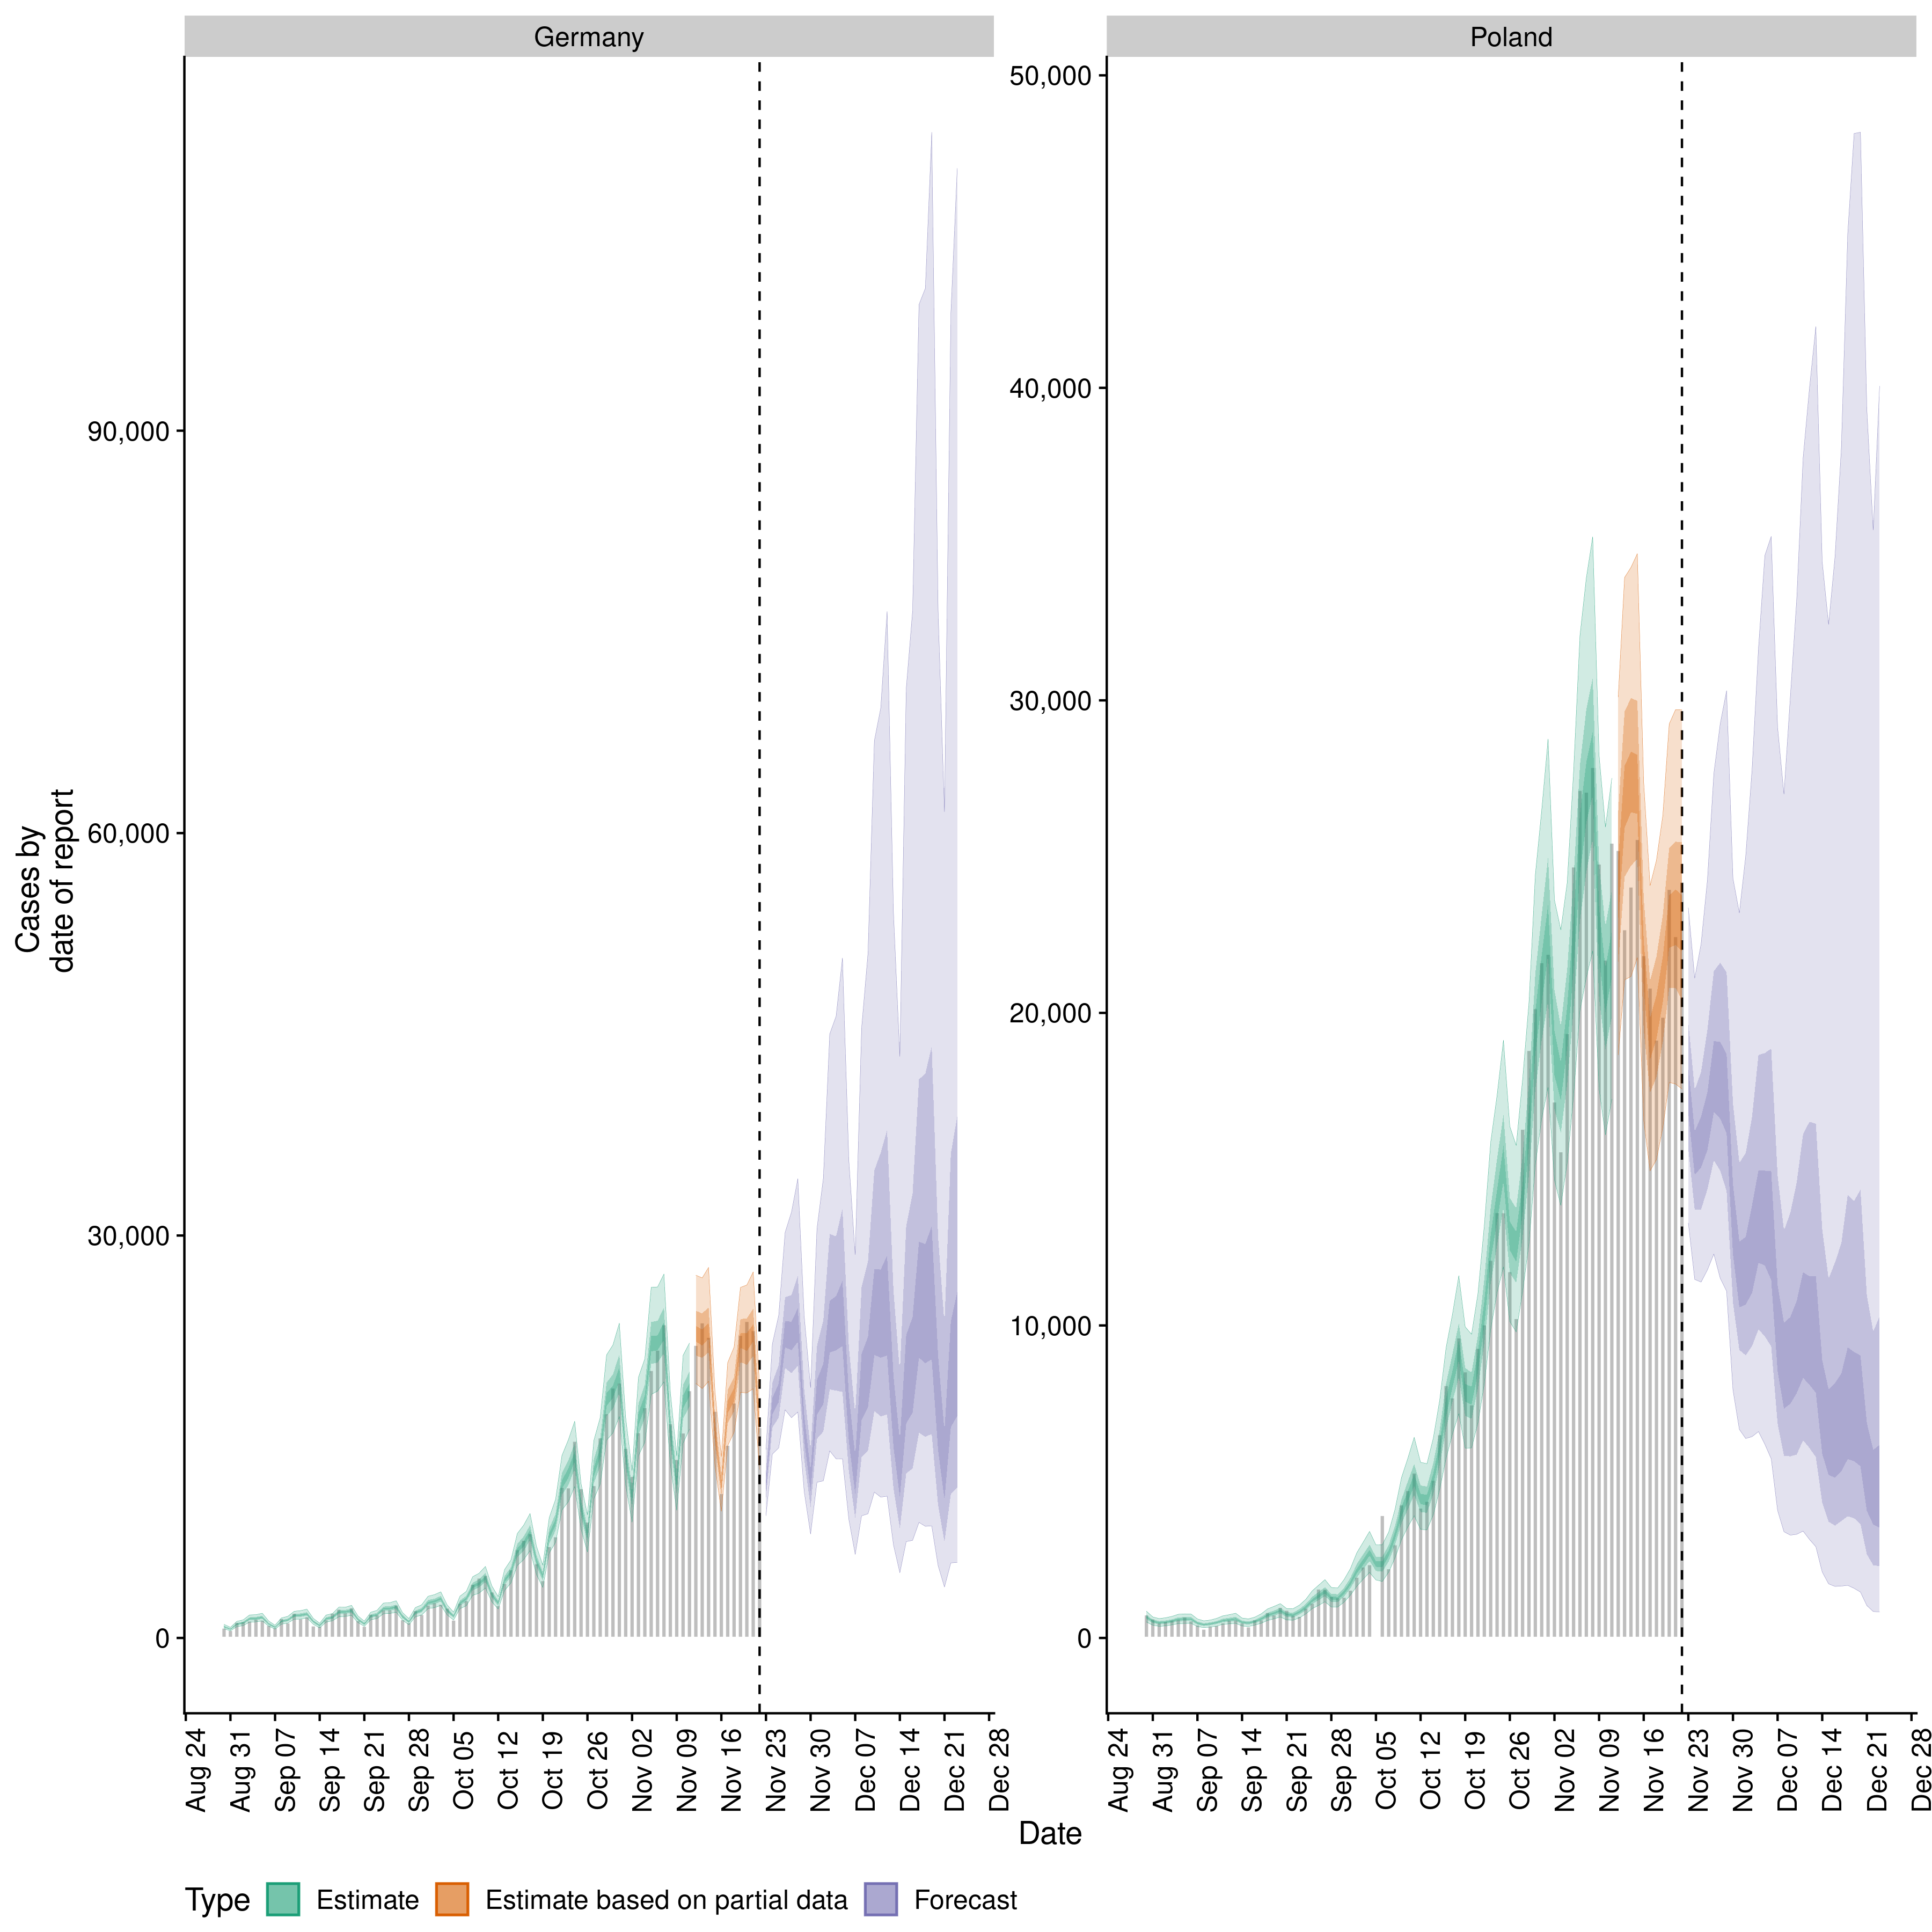 Germany
Poland
Cases by
date of report
90,000
60,000
30,000
0
50,000
40,000
30,000
20,000
10,000
0
Aug 24
Aug 31
Sep 07
Sep 14
Sep 21
Sep 28
Oct 05
Oct 12
Oct 19
Oct 26
Nov 02
Nov 09
Nov 16
Nov 23
Nov 30
Dec 07
Dec 14
Dec 21
Dec 28
Aug 24
Aug 31
Sep 07
Sep 14
Sep 21
Sep 28
Oct 05
Oct 12
Oct 19
Oct 26
Nov 02
Nov 09
Nov 16
Nov 23
Nov 30
Dec 07
Dec 14
Dec 21
Dec 28
Date
Type Estimate Estimate based on partial data Forecast